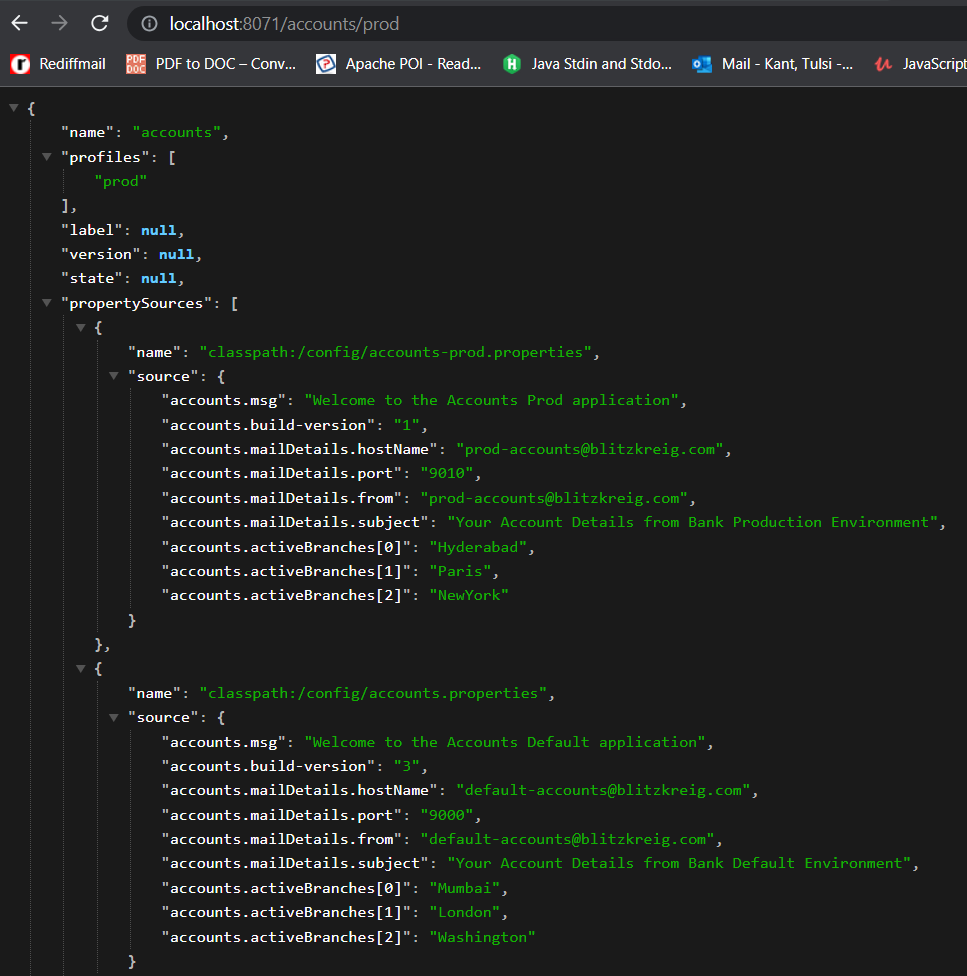 localhost:8071/accounts/prod
Rediffmail PDF to DOC – Conv... Apache POI - Read... Java Stdin and Stdo... Mail - Kant, Tulsi -... JavaScript
{
"name": "accounts",
"profiles": [
"prod"
],
"label": null,
"version": null,
"state": null,
"propertySources": [
{
"name": "classpath:/config/accounts-prod.properties",
"source": {
"accounts.msg": "Welcome to the Accounts Prod application",
"accounts.build-version": "1",
"accounts.mailDetails.hostName": "prod-accounts@blitzkreig.com",
"accounts.mailDetails.port": "9010",
"accounts.mailDetails.from": "prod-accounts@blitzkreig.com",
"accounts.mailDetails.subject": "Your Account Details from Bank Production Environment",
"accounts.activeBranches[0]": "Hyderabad",
"accounts.activeBranches[1]": "Paris",
"accounts.activeBranches[2]": "NewYork"
}
},
{
"name": "classpath:/config/accounts.properties",
"source": {
"accounts.msg": "Welcome to the Accounts Default application",
"accounts.build-version": "3",
"accounts.mailDetails.hostName": "default-accounts@blitzkreig.com",
"accounts.mailDetails.port": "9000",
"accounts.mailDetails.from": "default-accounts@blitzkreig.com",
"accounts.mailDetails.subject": "Your Account Details from Bank Default Environment",
"accounts.activeBranches[0]": "Mumbai",
"accounts.activeBranches[1]": "London",
"accounts.activeBranches[2]": "Washington"
}